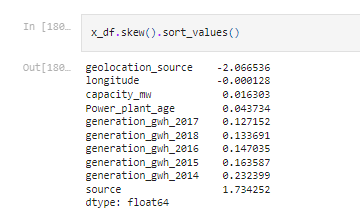 In [180…
x_df.skew().sort_values()
Out[180…
geolocation_source -2.066536
longitude -0.000128
capacity_mw 0.016303
Power_plant_age 0.043734
generation_gwh_2017 0.127152
generation_gwh_2018 0.133691
generation_gwh_2016 0.147035
generation_gwh_2015 0.163587
generation_gwh_2014 0.232399
source 1.734252
dtype: float64